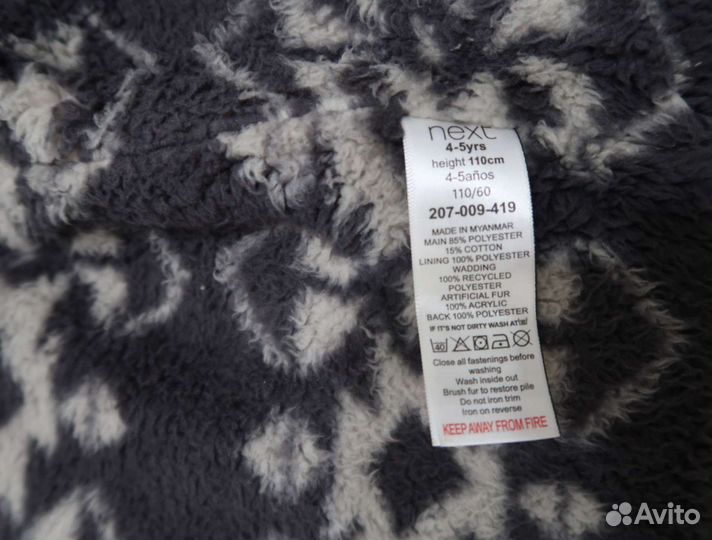 next
4-5yrs
height 110cm
4-5años
110/60
207-009-419
MADE IN MYANMAR
MAIN 85% POLYESTER
15% COTTON
LINING 100% POLYESTER
WADDING
100% RECYCLED
POLYESTER
ARTIFICIAL FUR
100% ACRYLIC
BACK 100% POLYESTER
IF IT'S NOT DIRTY WASH AT 30
40
Close all fastenings before
washing
Wash inside out
Brush fur to restore pile
Do not iron trim
Iron on reverse
KEEP AWAY FROM FIRE
Avito